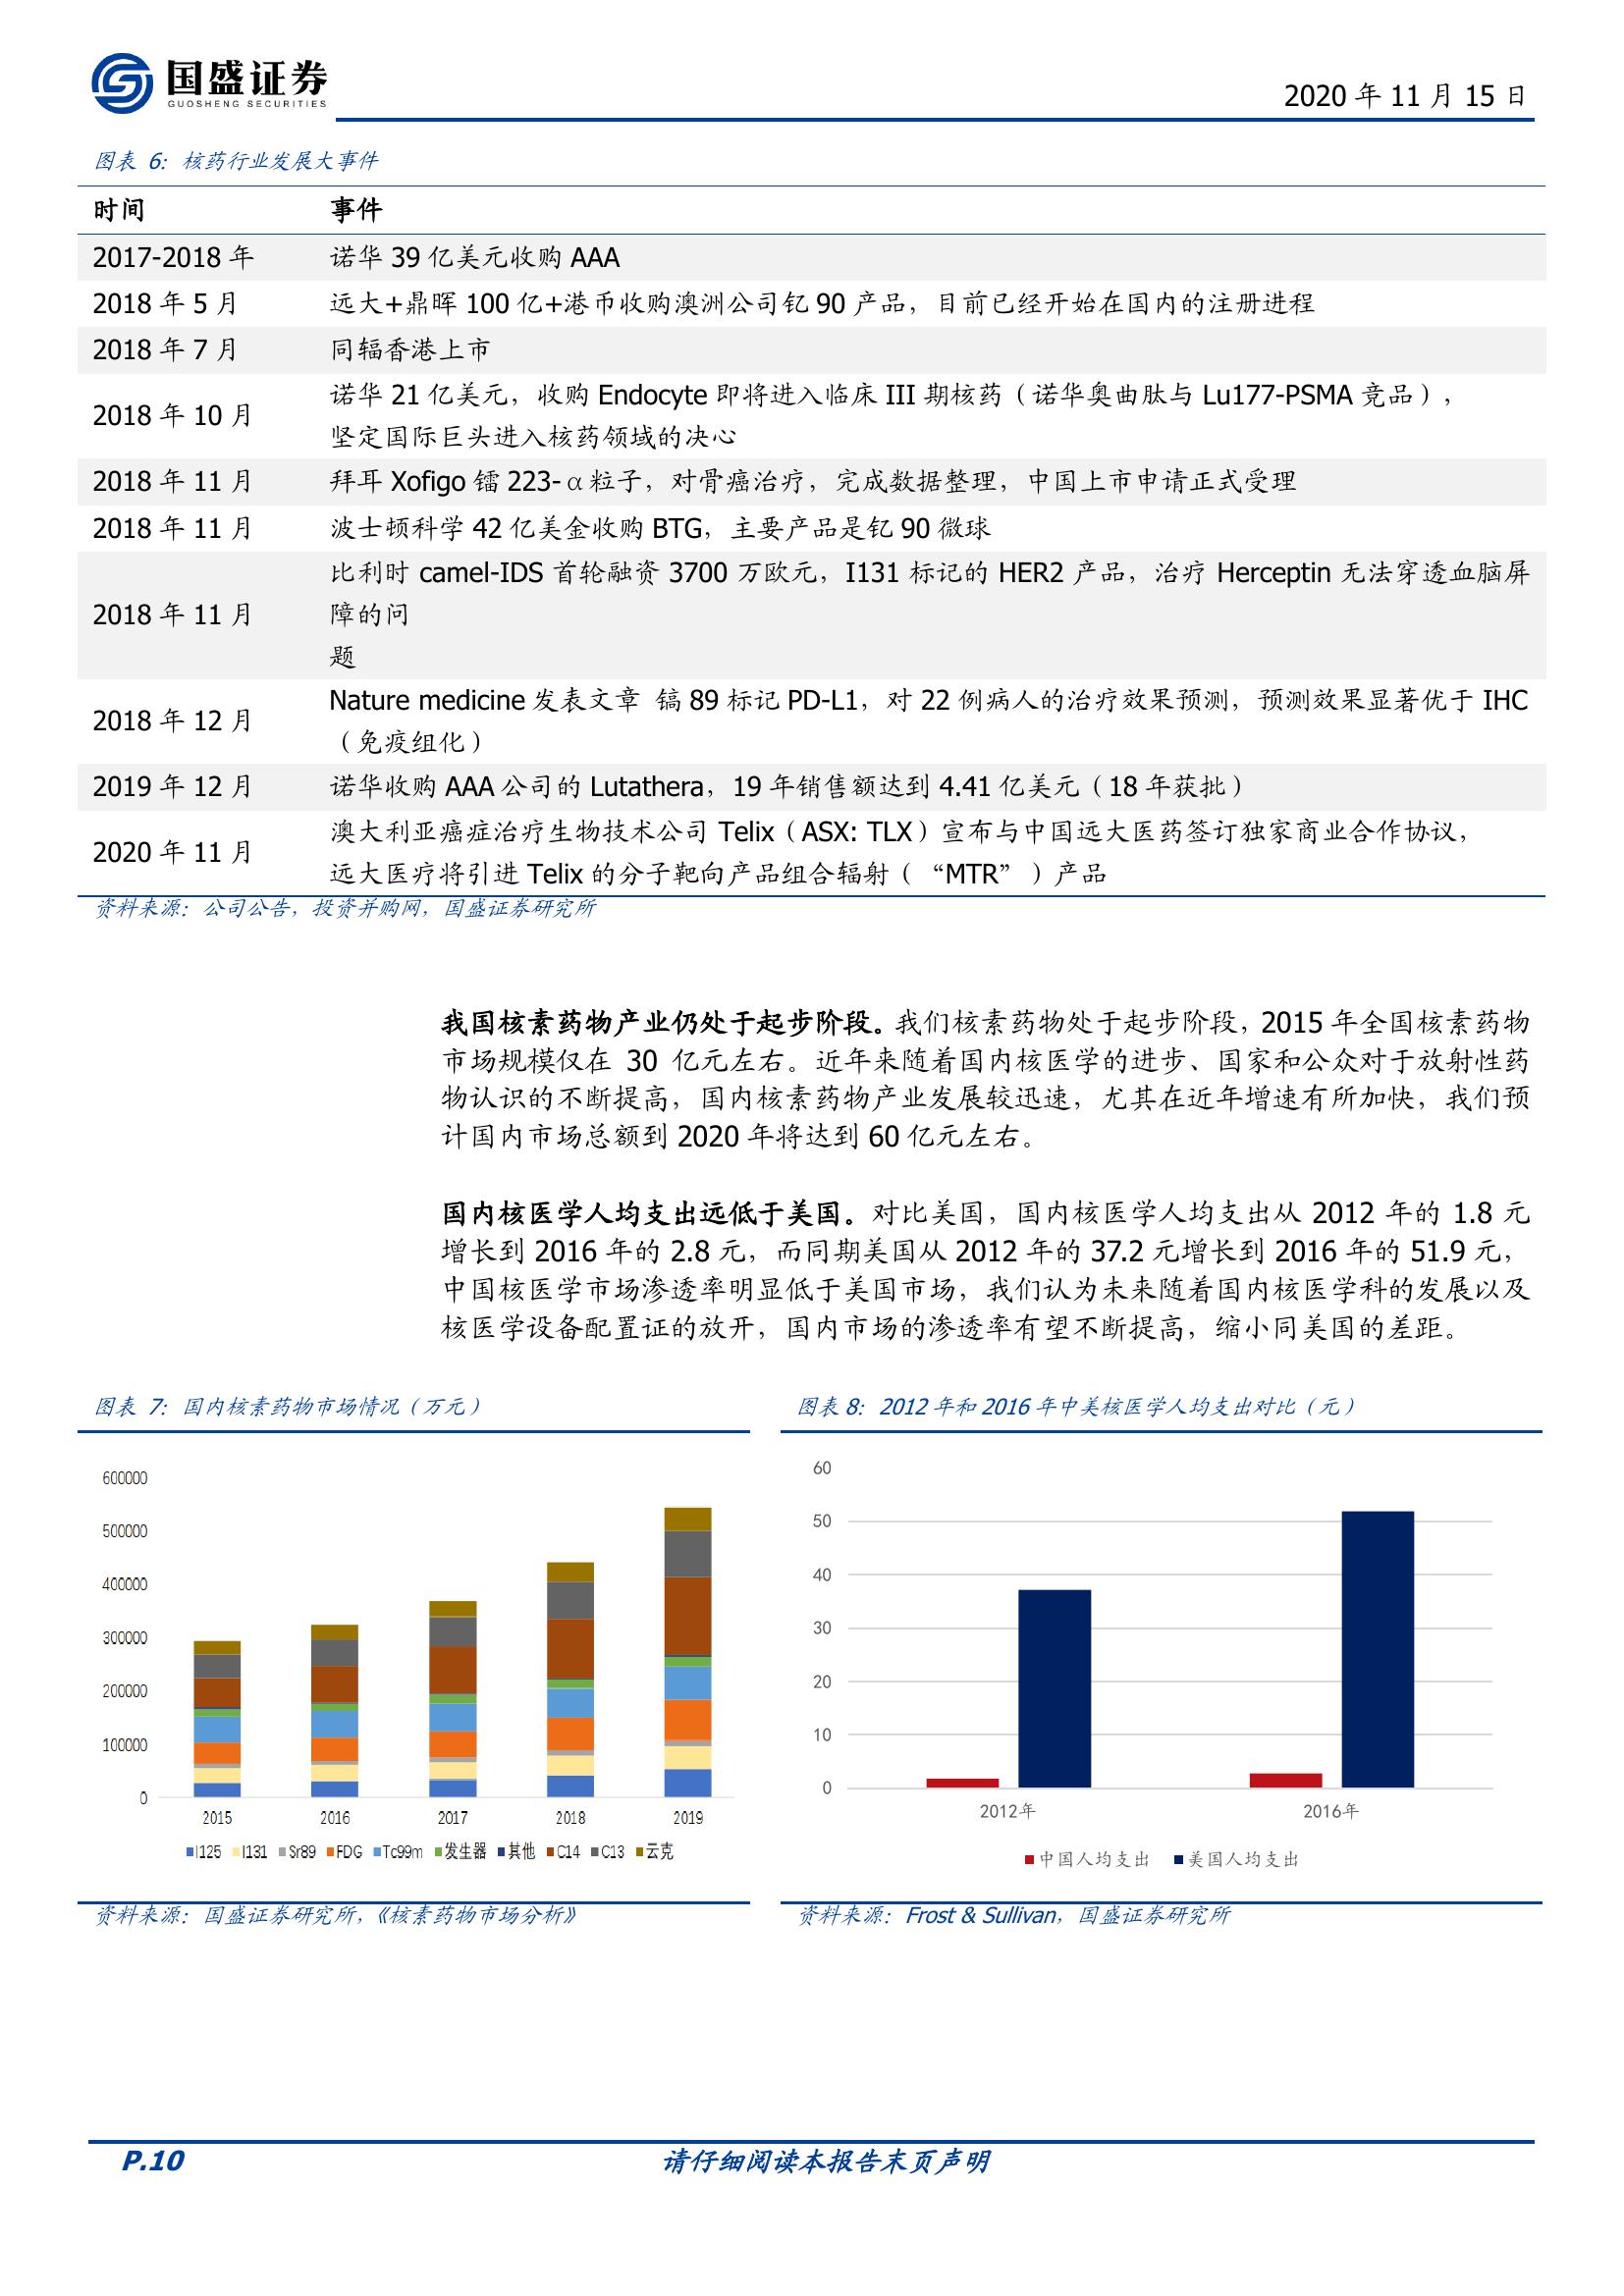 国盛证券
GUOSHENG SECURITIES
2020 年 11 月 15 日
图表 6：核药行业发展大事件
时间 事件
2017-2018 年 诺华 39 亿美元收购 AAA
2018 年 5 月 远大+鼎晖 100 亿+港币收购澳洲公司钇 90 产品，目前已经开始在国内的注册进程
2018 年 7 月 同辐香港上市
2018 年 10 月 诺华 21 亿美元，收购 Endocyte 即将进入临床 III 期核药（诺华奥曲肽与 Lu177-PSMA 竞品），
坚定国际巨头进入核药领域的决心
2018 年 11 月 拜耳 Xofigo 镭 223-α粒子，对骨癌治疗，完成数据整理，中国上市申请正式受理
2018 年 11 月 波士顿科学 42 亿美金收购 BTG，主要产品是钇 90 微球
2018 年 11 月 比利时 camel-IDS 首轮融资 3700 万欧元，I131 标记的 HER2 产品，治疗 Herceptin 无法穿透血脑屏
障的问
题
2018 年 12 月 Nature medicine 发表文章 镐 89 标记 PD-L1，对 22 例病人的治疗效果预测，预测效果显著优于 IHC
（免疫组化）
2019 年 12 月 诺华收购 AAA 公司的 Lutathera，19 年销售额达到 4.41 亿美元（18 年获批）
2020 年 11 月 澳大利亚癌症治疗生物技术公司 Telix（ASX: TLX）宣布与中国远大医药签订独家商业合作协议，
远大医疗将引进 Telix 的分子靶向产品组合辐射（“MTR”）产品
资料来源：公司公告，投资并购网，国盛证券研究所
我国核素药物产业仍处于起步阶段。我们核素药物处于起步阶段，2015 年全国核素药物
市场规模仅在 30 亿元左右。近年来随着国内核医学的进步、国家和公众对于放射性药
物认识的不断提高，国内核素药物产业发展较迅速，尤其在近年增速有所加快，我们预
计国内市场总额到 2020 年将达到 60 亿元左右。
国内核医学人均支出远低于美国。对比美国，国内核医学人均支出从 2012 年的 1.8 元
增长到 2016 年的 2.8 元，而同期美国从 2012 年的 37.2 元增长到 2016 年的 51.9 元，
中国核医学市场渗透率明显低于美国市场，我们认为未来随着国内核医学科的发展以及
核医学设备配置证的放开，国内市场的渗透率有望不断提高，缩小同美国的差距。
图表 7：国内核素药物市场情况（万元）
600000
500000
400000
300000
200000
100000
0
2015 2016 2017 2018 2019
I125 I131 Sr89 FDG Tc99m 发生器 其他 C14 C13 云克
资料来源：国盛证券研究所，《核素药物市场分析》
图表 8：2012 年和 2016 年中美核医学人均支出对比（元）
60
50
40
30
20
10
0
2012年 2016年
中国人均支出 美国人均支出
资料来源：Frost & Sullivan，国盛证券研究所
P.10 请仔细阅读本报告末页声明